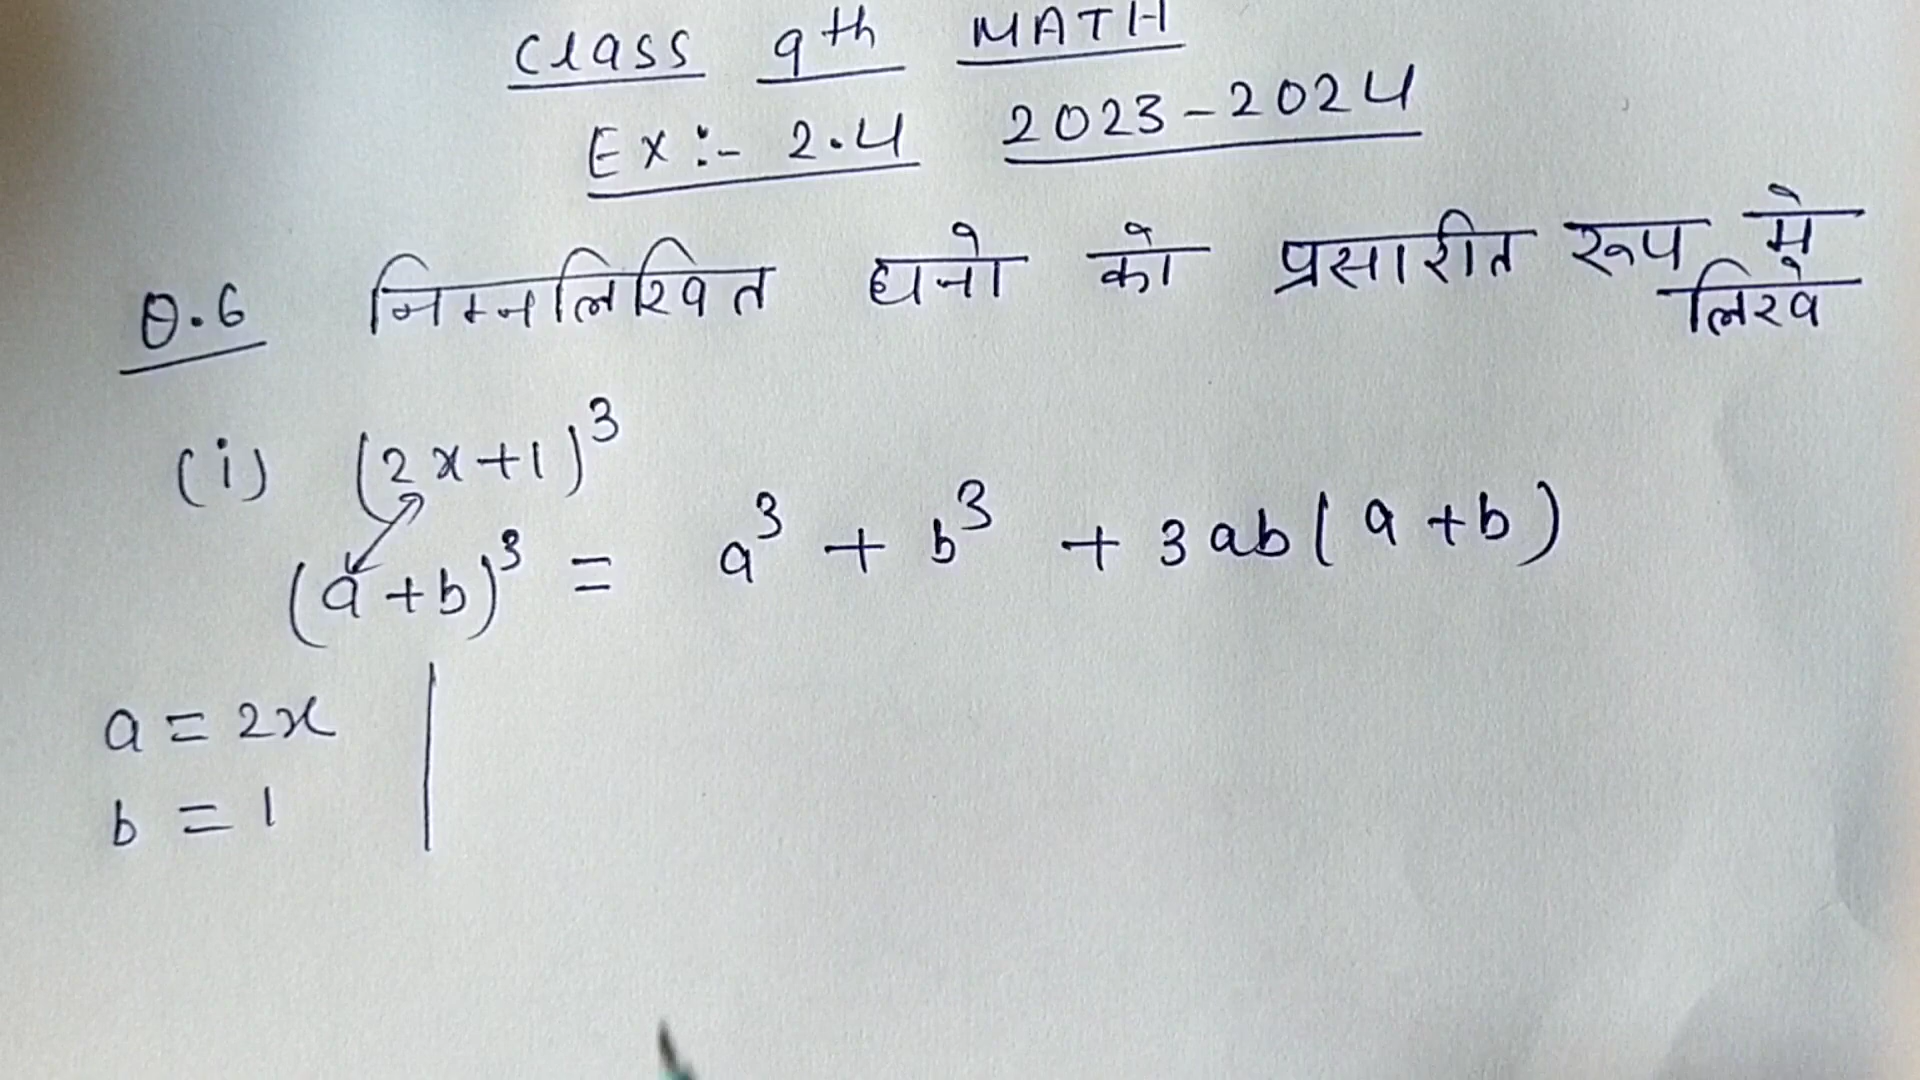 Class 9th MATH
Ex:- 2.4 2023-2024
Q.6 निम्नलिखित घनो को प्रसारीत रूप मे
लिखे
(i) (2x+1)³
(a+b)³ = a³ + b³ + 3ab(a+b)
a = 2x
b = 1